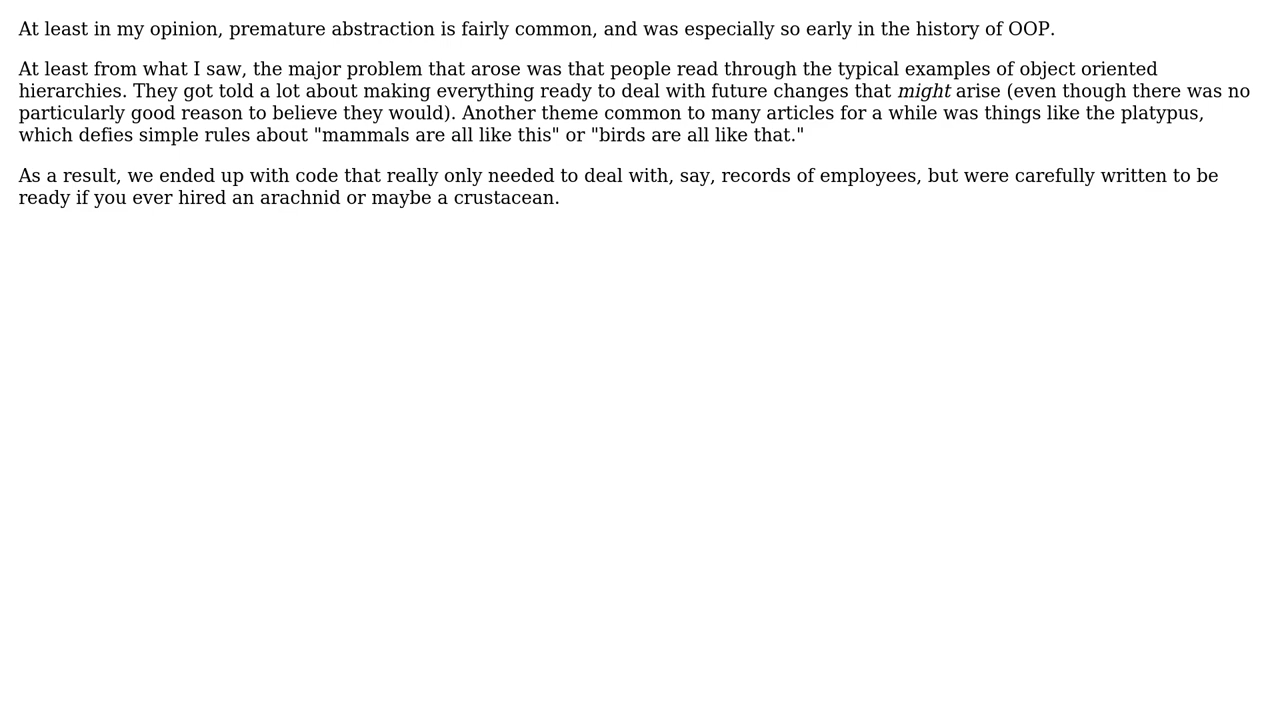 At least in my opinion, premature abstraction is fairly common, and was especially so early in the history of OOP.
At least from what I saw, the major problem that arose was that people read through the typical examples of object oriented
hierarchies. They got told a lot about making everything ready to deal with future changes that might arise (even though there was no
particularly good reason to believe they would). Another theme common to many articles for a while was things like the platypus,
which defies simple rules about "mammals are all like this" or "birds are all like that."
As a result, we ended up with code that really only needed to deal with, say, records of employees, but were carefully written to be
ready if you ever hired an arachnid or maybe a crustacean.